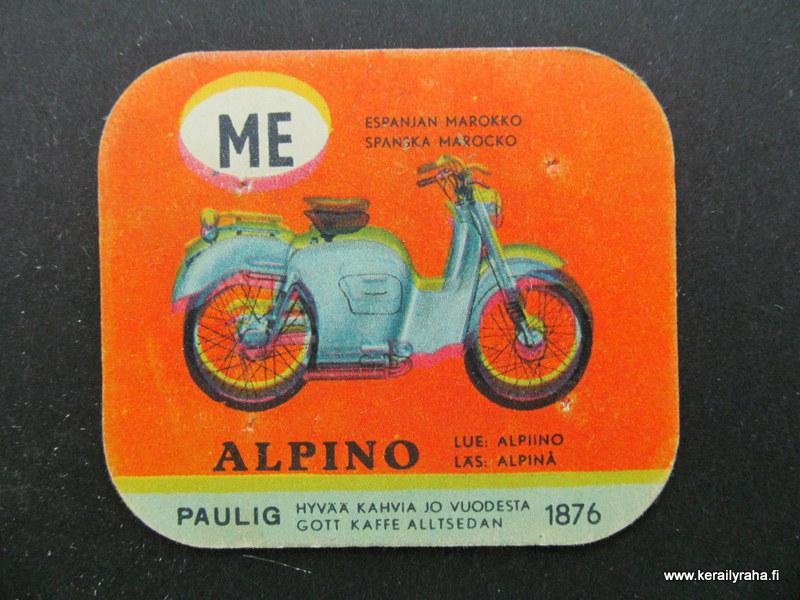 ME
ESPANJAN MAROKKO
SPANSKA MAROCKO
ALPINO
LUE: ALPIINO
LÄS: ALPINÅ
PAULIG
HYVÄÄ KAHVIA JO VUODESTA
GOTT KAFFE ALLTSEDAN
1876
www.kerailyraha.fi